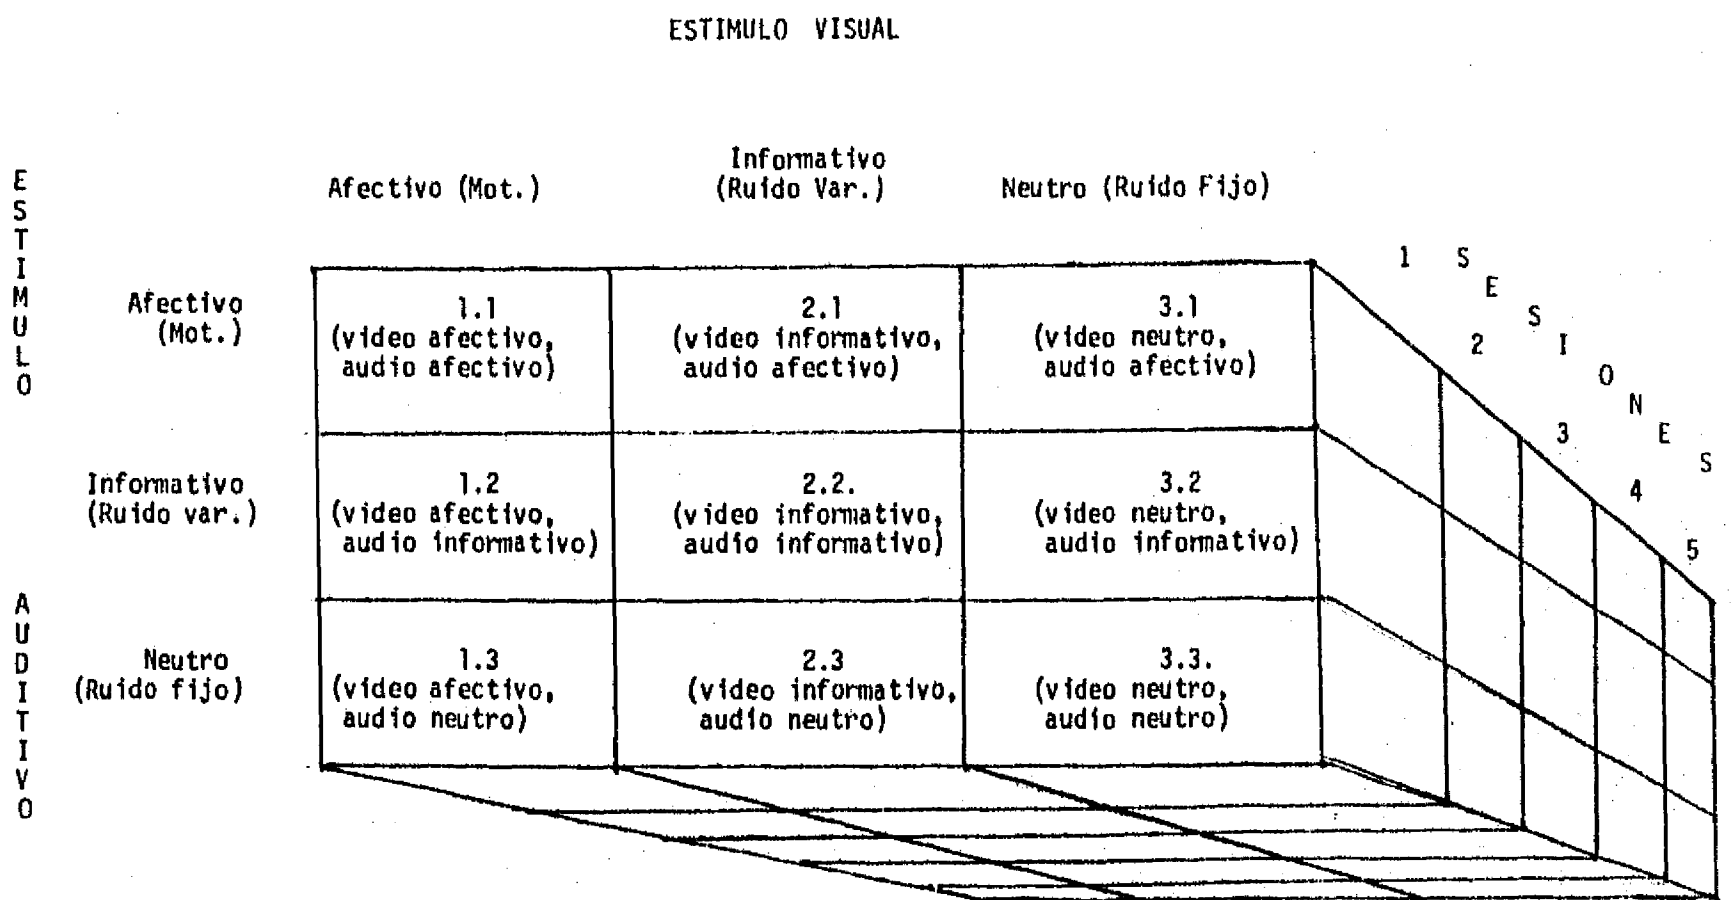 ESTIMULO VISUAL
Afectivo (Mot.)
Informativo
(Ruido Var.)
Neutro (Ruido Fijo)
ESTIMULO
AUDITIVO
1 2 3 4 5
SESIONES
Afectivo
(Mot.)
1.1
(video afectivo,
audio afectivo)
2.1
(video informativo,
audio afectivo)
3.1
(video neutro,
audio afectivo)
Informativo
(Ruido var.)
1.2
(video afectivo,
audio informativo)
2.2.
(video informativo,
audio informativo)
3.2
(video neutro,
audio informativo)
Neutro
(Ruido fijo)
1.3
(video afectivo,
audio neutro)
2.3
(video informativo,
audio neutro)
3.3.
(video neutro,
audio neutro)